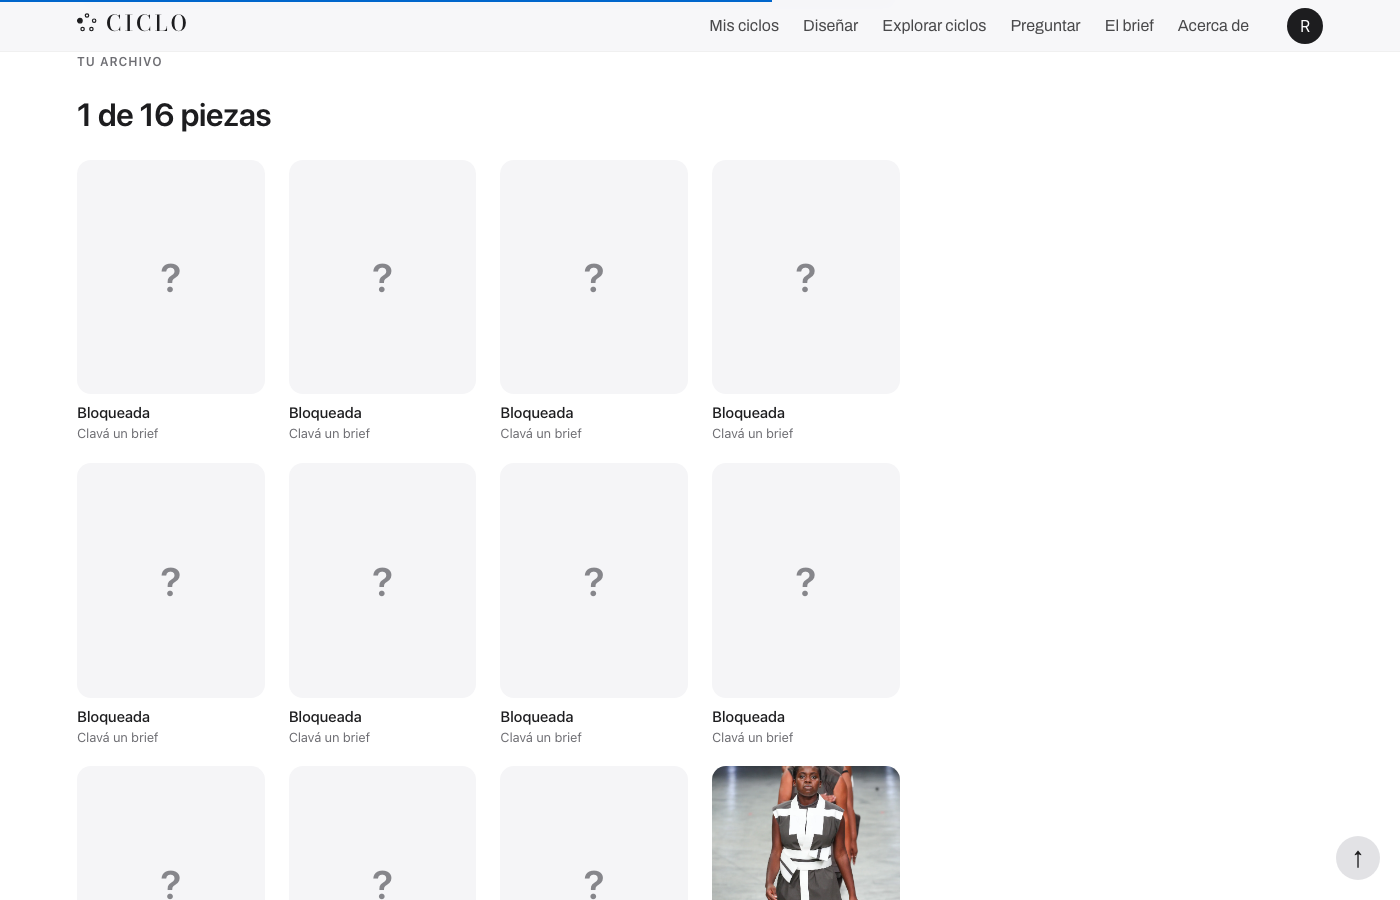 CICLO
Mis ciclos Diseñar Explorar ciclos Preguntar El brief Acerca de R
TU ARCHIVO
1 de 16 piezas
? ? ? ?
Bloqueada Bloqueada Bloqueada Bloqueada
Clavá un brief Clavá un brief Clavá un brief Clavá un brief
? ? ? ?
Bloqueada Bloqueada Bloqueada Bloqueada
Clavá un brief Clavá un brief Clavá un brief Clavá un brief
? ? ?
↑